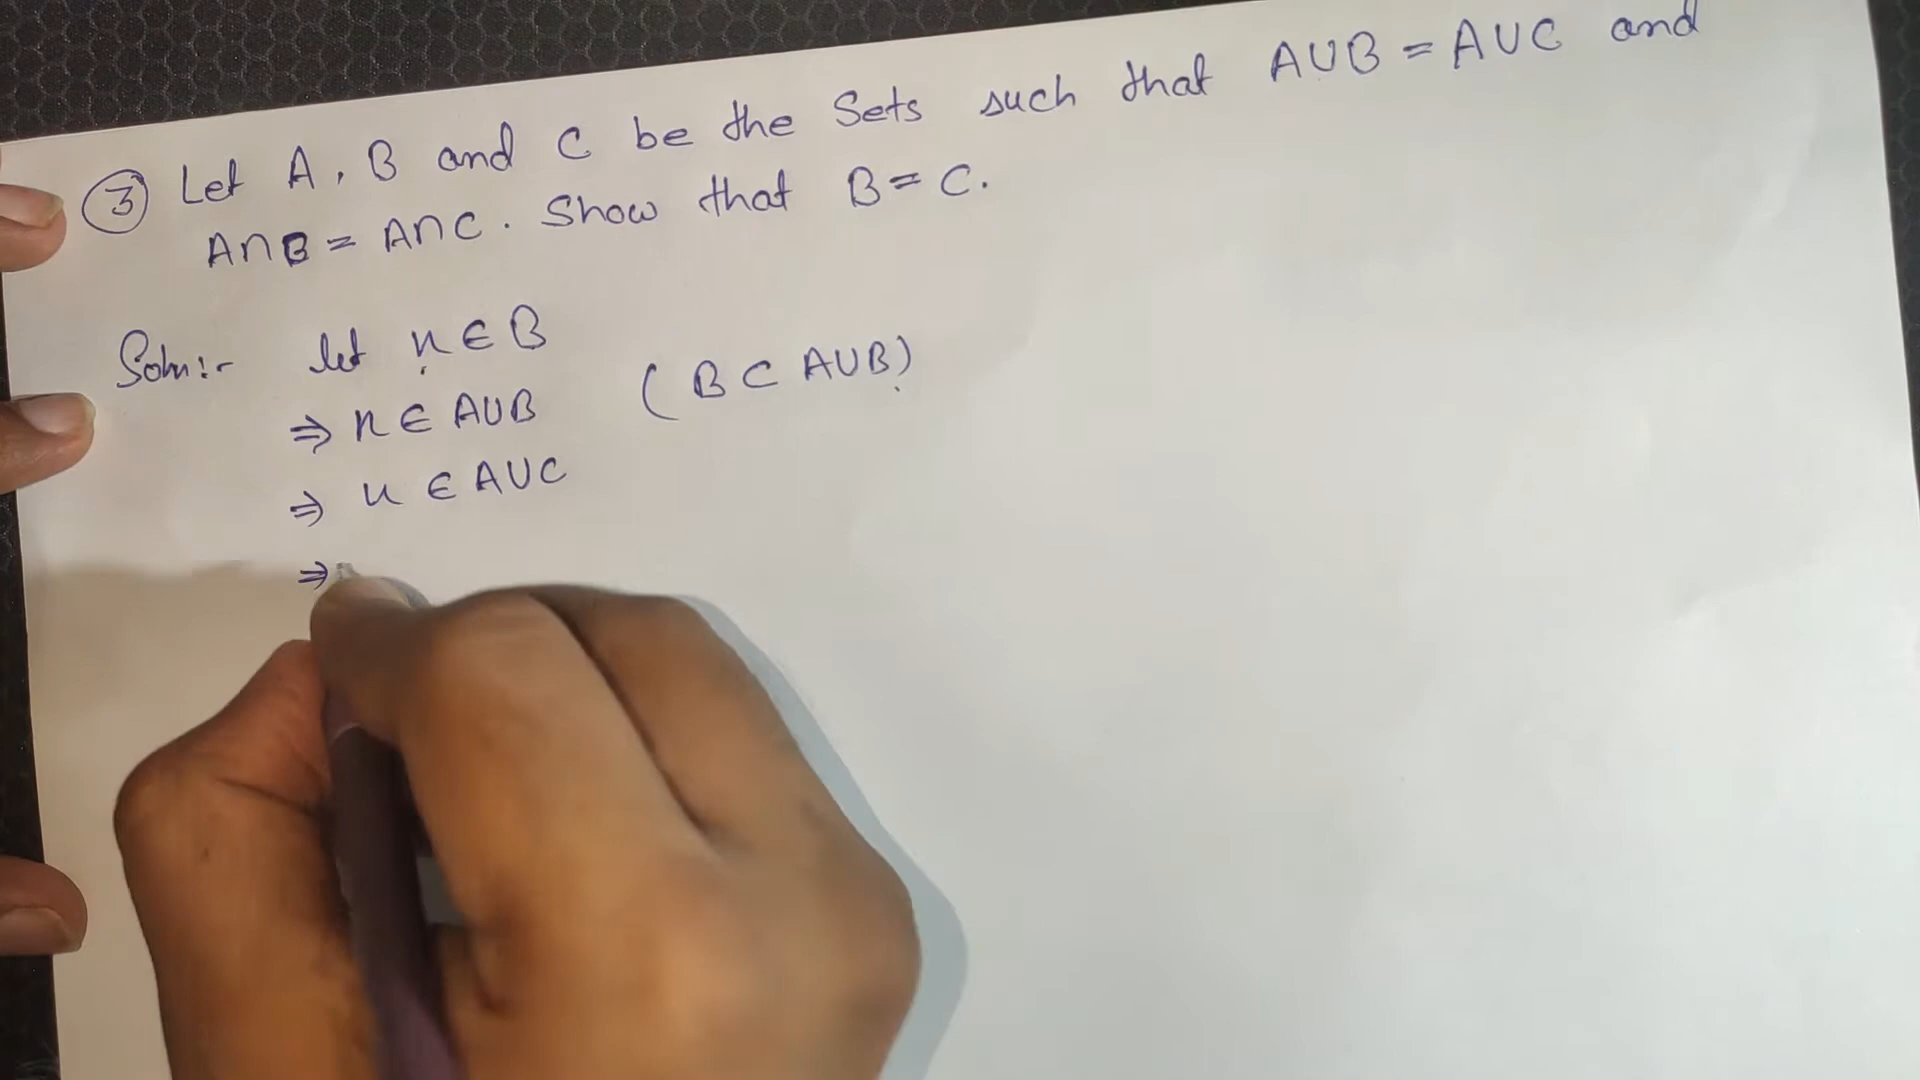 ③ Let A, B and C be the Sets such that A∪B = A∪C and
A∩B = A∩C. Show that B = C.
Soln:- let x ∈ B
⇒ x ∈ A∪B (B ⊂ A∪B)
⇒ x ∈ A∪C
⇒